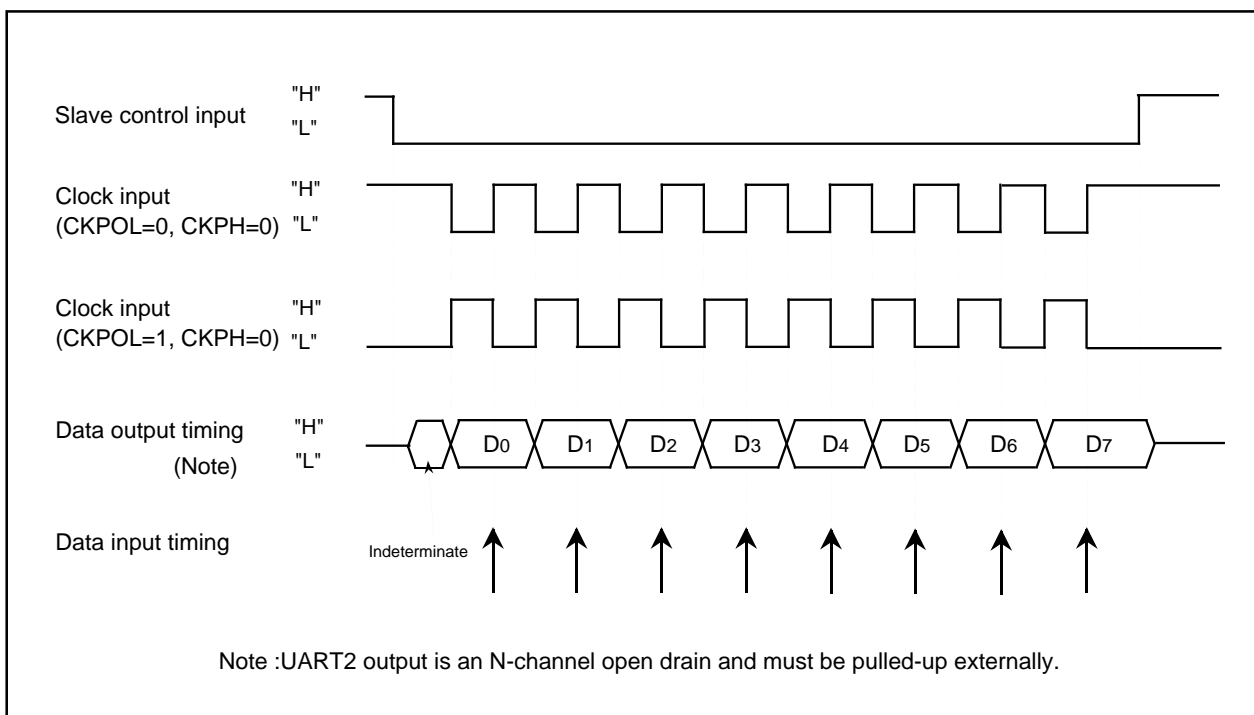 Slave control input "H"
"L"
Clock input "H"
(CKPOL=0, CKPH=0) "L"
Clock input "H"
(CKPOL=1, CKPH=0) "L"
Data output timing "H"
(Note) "L"
D0 D1 D2 D3 D4 D5 D6 D7
Data input timing
Indeterminate
Note :UART2 output is an N-channel open drain and must be pulled-up externally.